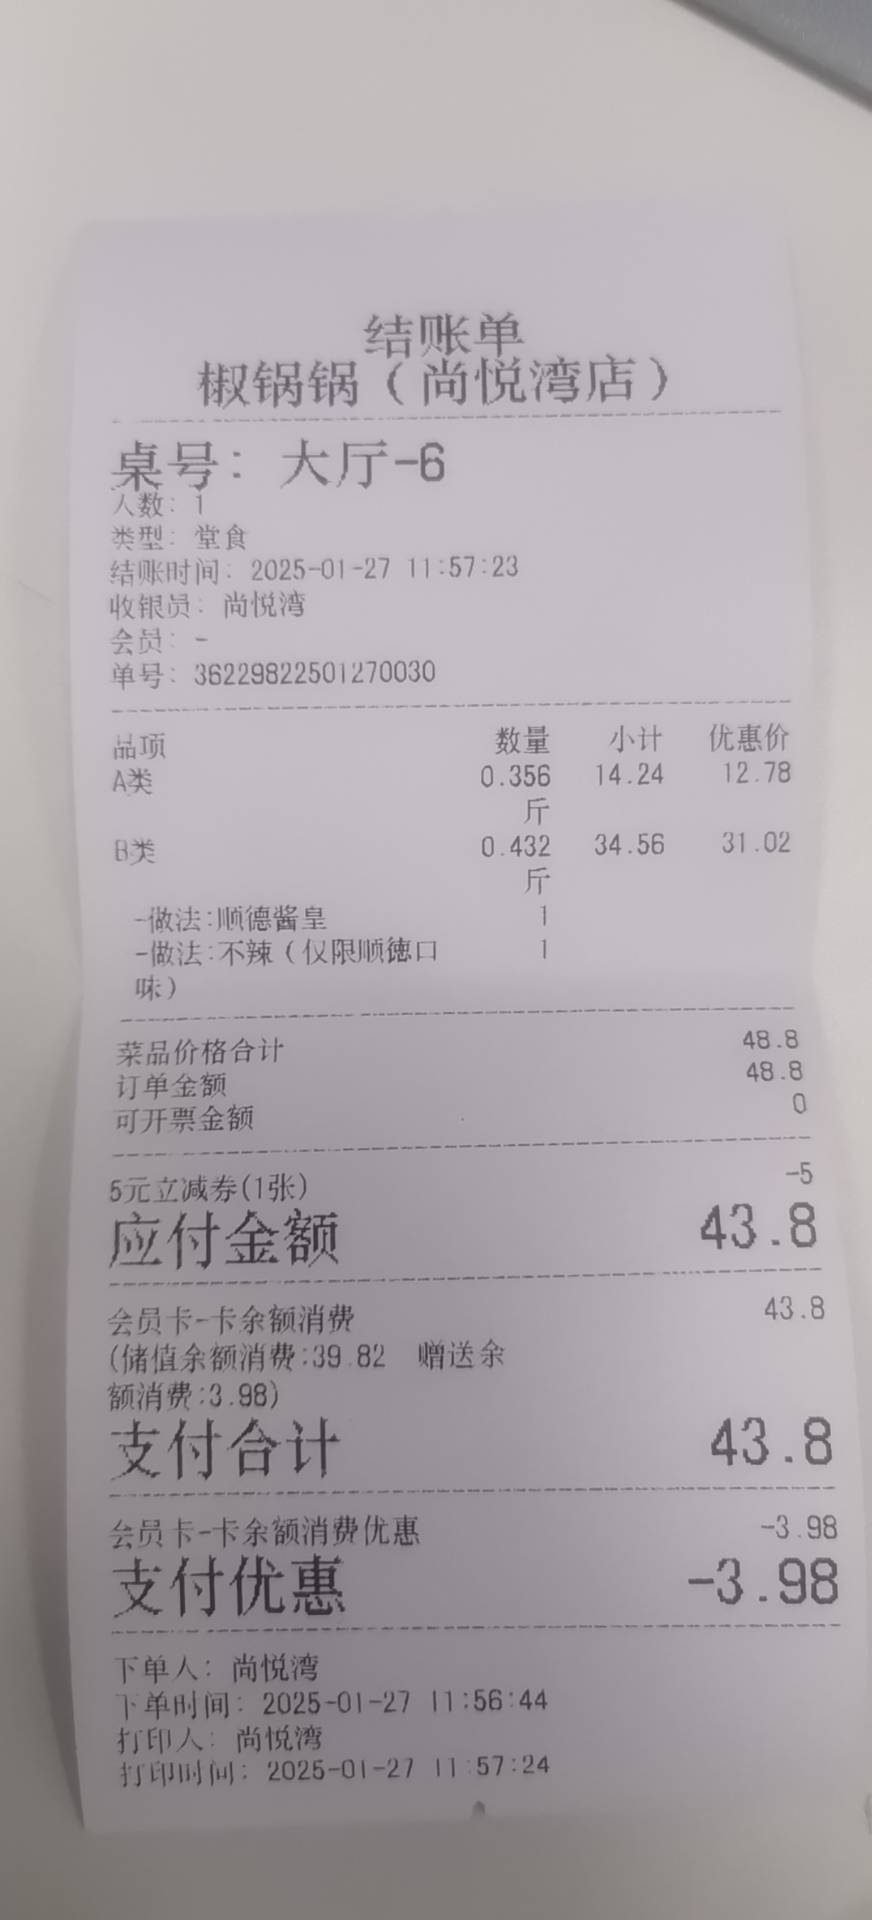 结账单
椒锅锅（尚悦湾店）
桌号: 大厅-6
人数: 1
类型: 堂食
结账时间: 2025-01-27 11:57:23
收银员: 尚悦湾
会员: -
单号: 36229822501270030
品项 数量 小计 优惠价
A类 0.356 14.24 12.78
斤
B类 0.432 34.56 31.02
斤
-做法:顺德酱皇 1
-做法:不辣（仅限顺德口 1
味）
菜品价格合计 48.8
订单金额 48.8
可开票金额 0
5元立减券(1张) -5
应付金额 43.8
会员卡-卡余额消费 43.8
(储值余额消费:39.82 赠送余
额消费:3.98)
支付合计 43.8
会员卡-卡余额消费优惠 -3.98
支付优惠 -3.98
下单人: 尚悦湾
下单时间: 2025-01-27 11:56:44
打印人: 尚悦湾
打印时间: 2025-01-27 11:57:24